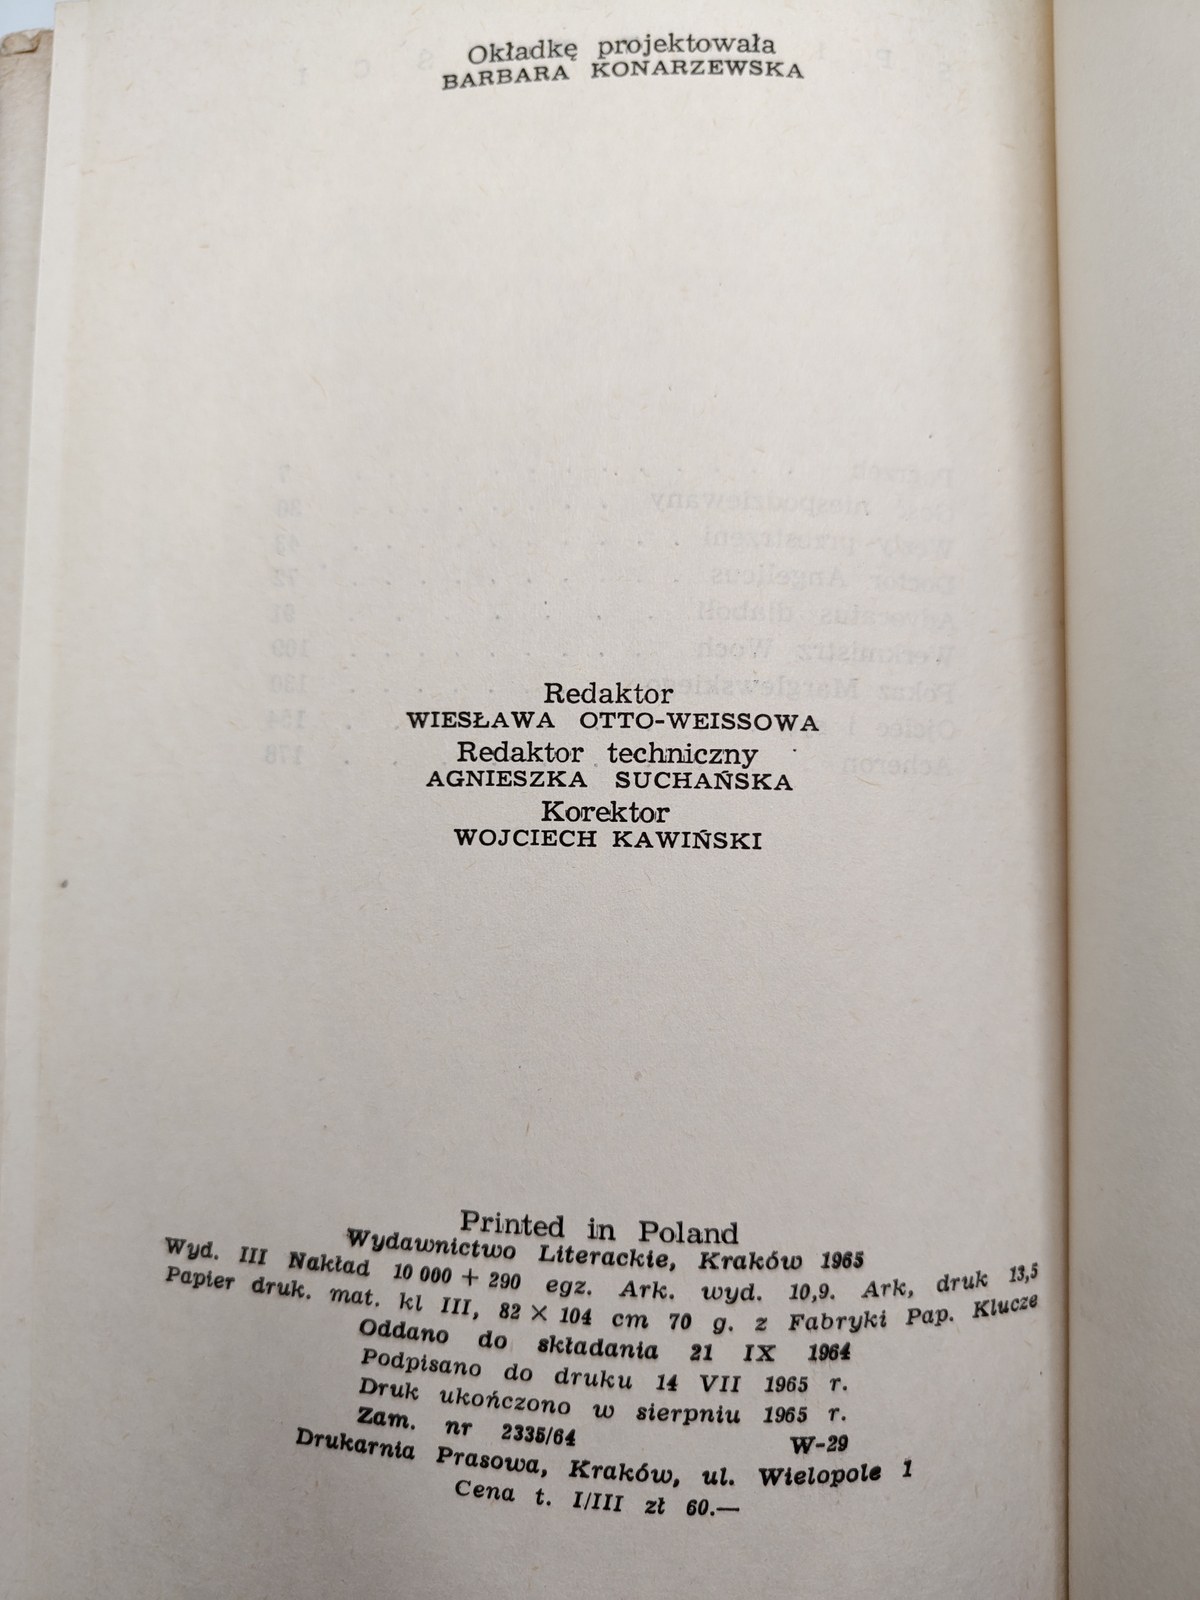 Okładkę projektowała
BARBARA KONARZEWSKA
Redaktor
WIESŁAWA OTTO-WEISSOWA
Redaktor techniczny
AGNIESZKA SUCHAŃSKA
Korektor
WOJCIECH KAWIŃSKI
Printed in Poland
Wydawnictwo Literackie, Kraków 1965
Wyd. III Nakład 10 000 + 290 egz. Ark. wyd. 10,9. Ark, druk 13,5
Papier druk. mat. kl III, 82 × 104 cm 70 g. z Fabryki Pap. Klucze
Oddano do składania 21 IX 1964
Podpisano do druku 14 VII 1965 r.
Druk ukończono w sierpniu 1965 r.
Zam. nr 2335/64 W-29
Drukarnia Prasowa, Kraków, ul. Wielopole 1
Cena t. I/III zł 60.—